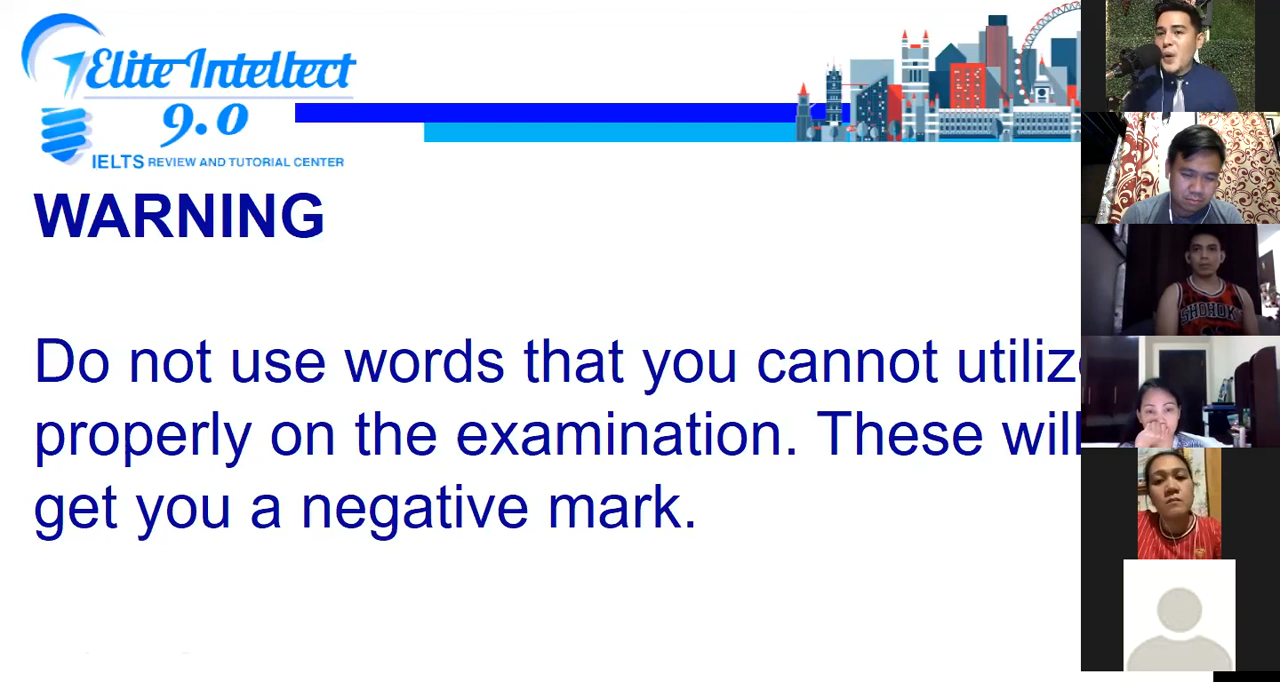 Elite Intellect
9.0
IELTS REVIEW AND TUTORIAL CENTER
WARNING
Do not use words that you cannot
properly on the examination. These will
get you a negative mark.
SHOHOK